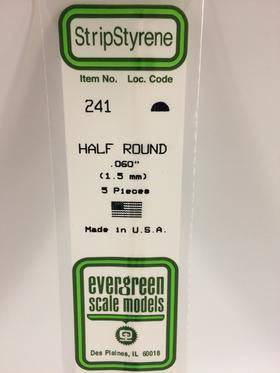 StripStyrene
Item No. Loc. Code
241
HALF ROUND
.060"
(1.5 mm)
5 Pieces
Made in U.S.A.
evergreen
scale models
Des Plaines, IL 60018